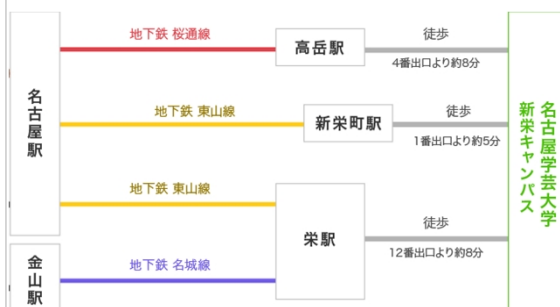 名古屋駅
地下鉄 桜通線
高岳駅
徒歩
4番出口より約8分
地下鉄 東山線
新栄町駅
徒歩
1番出口より約5分
地下鉄 東山線
栄駅
徒歩
12番出口より約8分
金山駅
地下鉄 名城線
名古屋学芸大学
新栄キャンパス